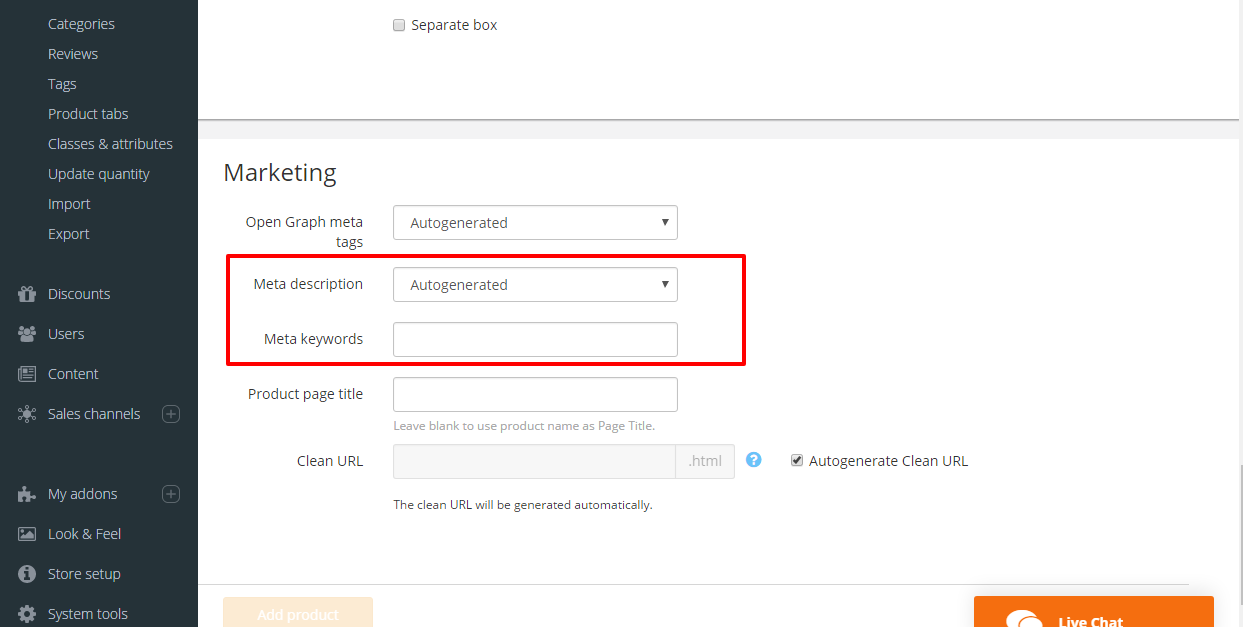 Categories
Reviews
Tags
Product tabs
Classes & attributes
Update quantity
Import
Export
Discounts
Users
Content
Sales channels
My addons
Look & Feel
Store setup
System tools
Separate box
Marketing
Open Graph meta
tags
Autogenerated
Meta description
Autogenerated
Meta keywords
Product page title
Leave blank to use product name as Page Title.
Clean URL
.html
?
Autogenerate Clean URL
The clean URL will be generated automatically.
Add product
Live Chat